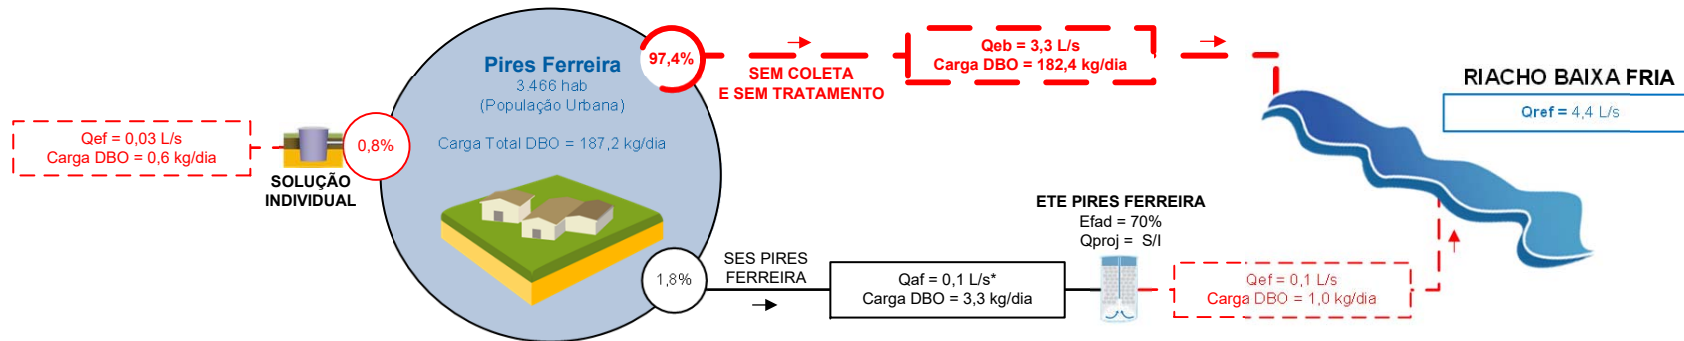 Pires Ferreira
3.466 hab
(População Urbana)
Carga Total DBO = 187,2 kg/dia
97,4%
SEM COLETA
E SEM TRATAMENTO
Qeb = 3,3 L/s
Carga DBO = 182,4 kg/dia
RIACHO BAIXA FRIA
Qref = 4,4 L/s
Qef = 0,03 L/s
Carga DBO = 0,6 kg/dia
0,8%
SOLUÇÃO
INDIVIDUAL
1,8%
SES PIRES
FERREIRA
Qaf = 0,1 L/s*
Carga DBO = 3,3 kg/dia
ETE PIRES FERREIRA
Efad = 70%
Qproj = S/I
Qef = 0,1 L/s
Carga DBO = 1,0 kg/dia